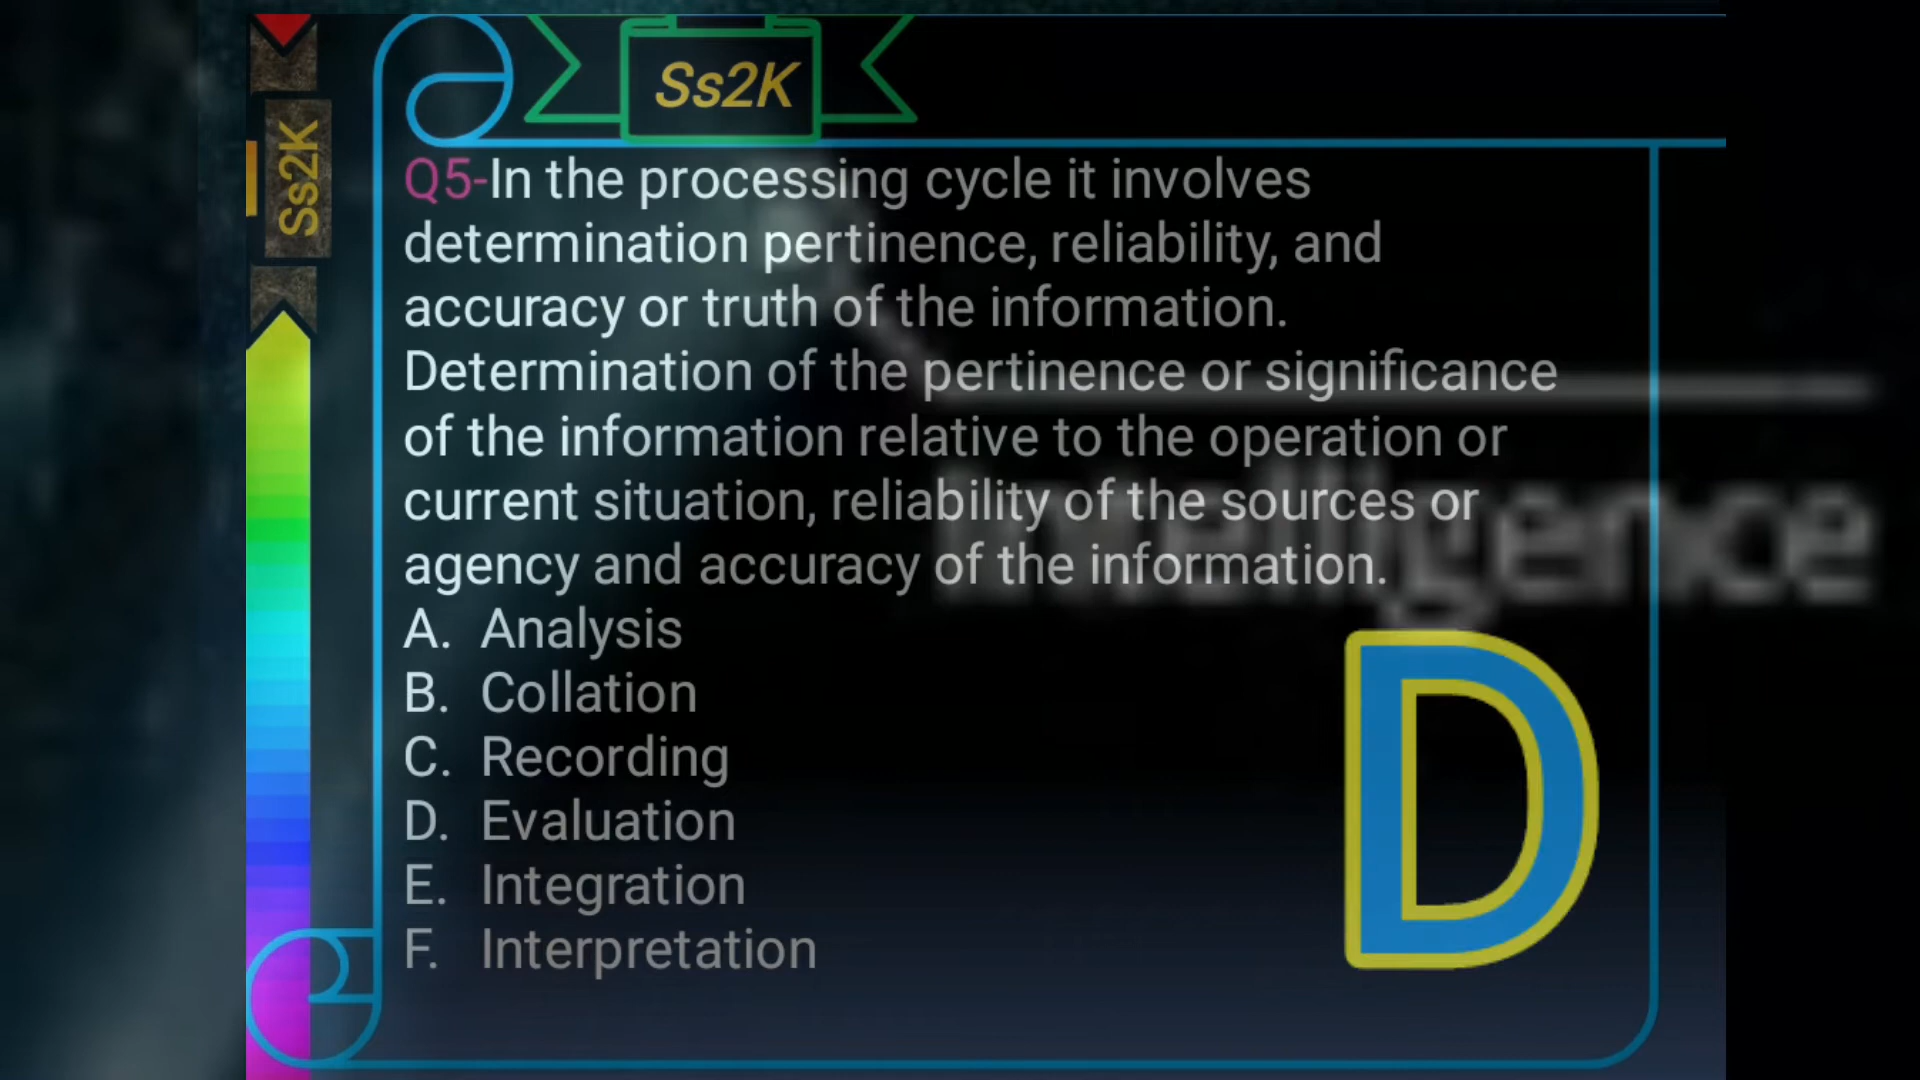 Ss2K
Ss2K
Q5-In the processing cycle it involves
determination pertinence, reliability, and
accuracy or truth of the information.
Determination of the pertinence or significance
of the information relative to the operation or
current situation, reliability of the sources or
agency and accuracy of the information.
Intelligence
A. Analysis
B. Collation
C. Recording
D. Evaluation
E. Integration
F. Interpretation
D